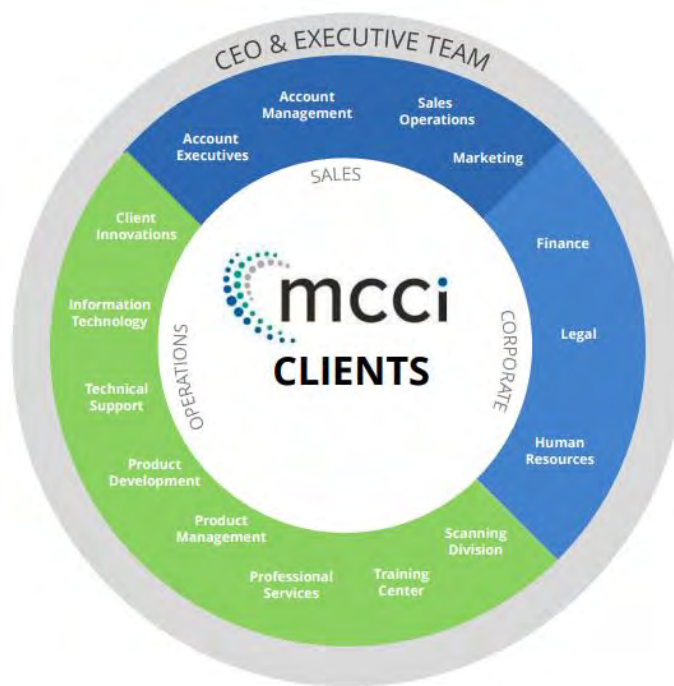 CEO & EXECUTIVE TEAM
Account
Management
Sales
Operations
Account
Executives
Marketing
SALES
Client
Innovations
Finance
Information
Technology
mcci
CLIENTS
OPERATIONS
CORPORATE
Legal
Technical
Support
Human
Resources
Product
Development
Product
Management
Scanning
Division
Professional
Services
Training
Center